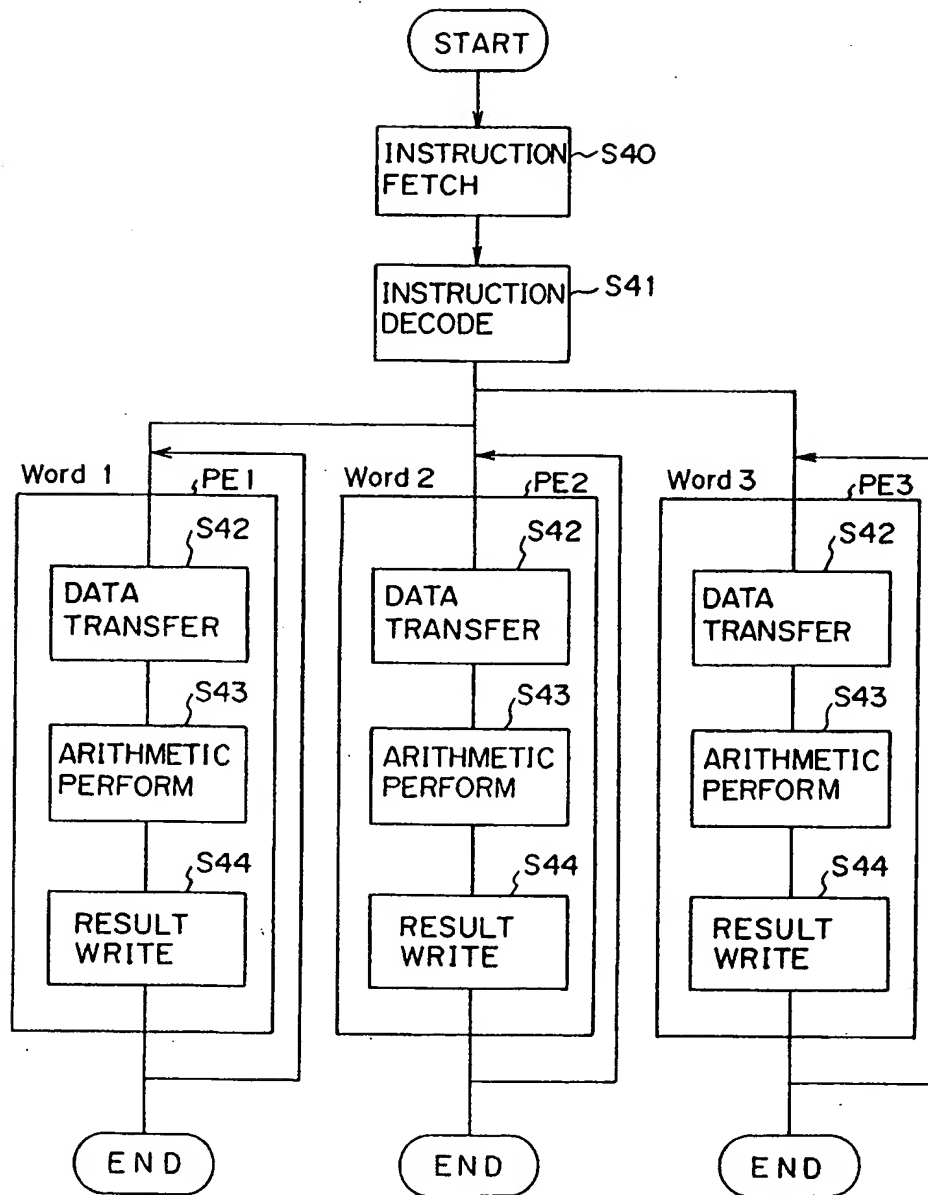 START
INSTRUCTION
FETCH
S40
INSTRUCTION
DECODE
S41
Word 1
PE1
S42
DATA
TRANSFER
S43
ARITHMETIC
PERFORM
S44
RESULT
WRITE
END
Word 2
PE2
S42
DATA
TRANSFER
S43
ARITHMETIC
PERFORM
S44
RESULT
WRITE
END
Word 3
PE3
S42
DATA
TRANSFER
S43
ARITHMETIC
PERFORM
S44
RESULT
WRITE
END